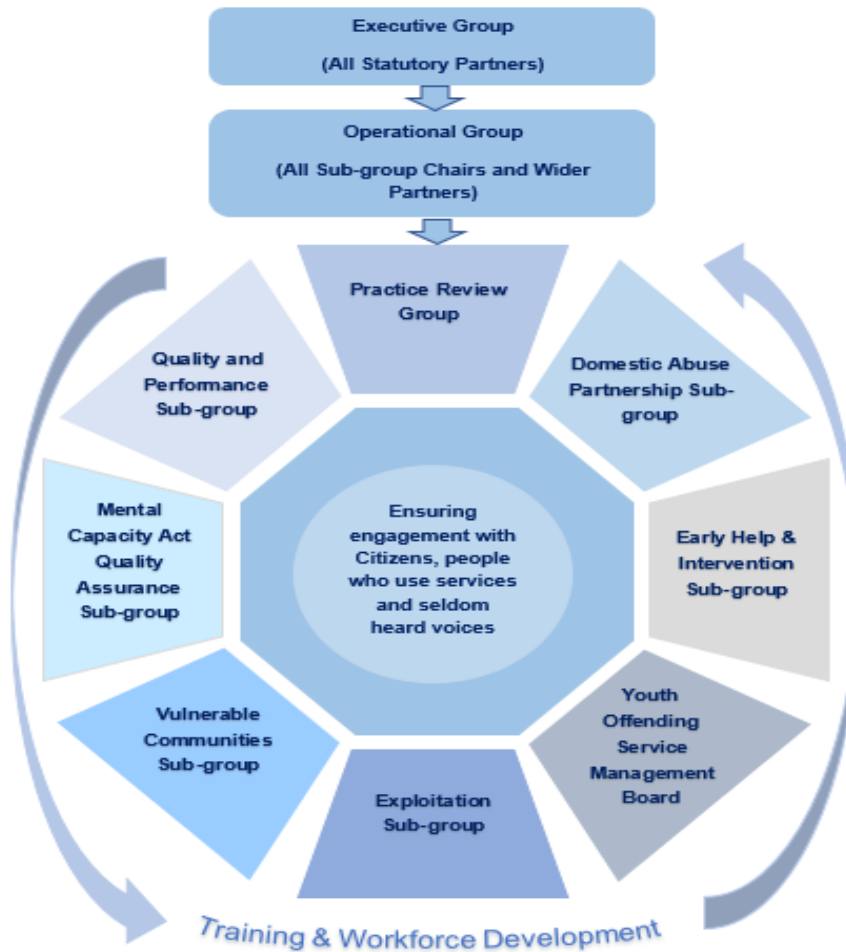 Executive Group
(All Statutory Partners)
Operational Group
(All Sub-group Chairs and Wider
Partners)
Practice Review
Group
Quality and
Performance
Sub-group
Domestic Abuse
Partnership Sub-
group
Mental
Capacity Act
Quality
Assurance
Sub-group
Ensuring
engagement with
Citizens, people
who use services
and seldom
heard voices
Early Help &
Intervention
Sub-group
Vulnerable
Communities
Sub-group
Youth
Offending
Service
Management
Board
Exploitation
Sub-group
Training & Workforce Development